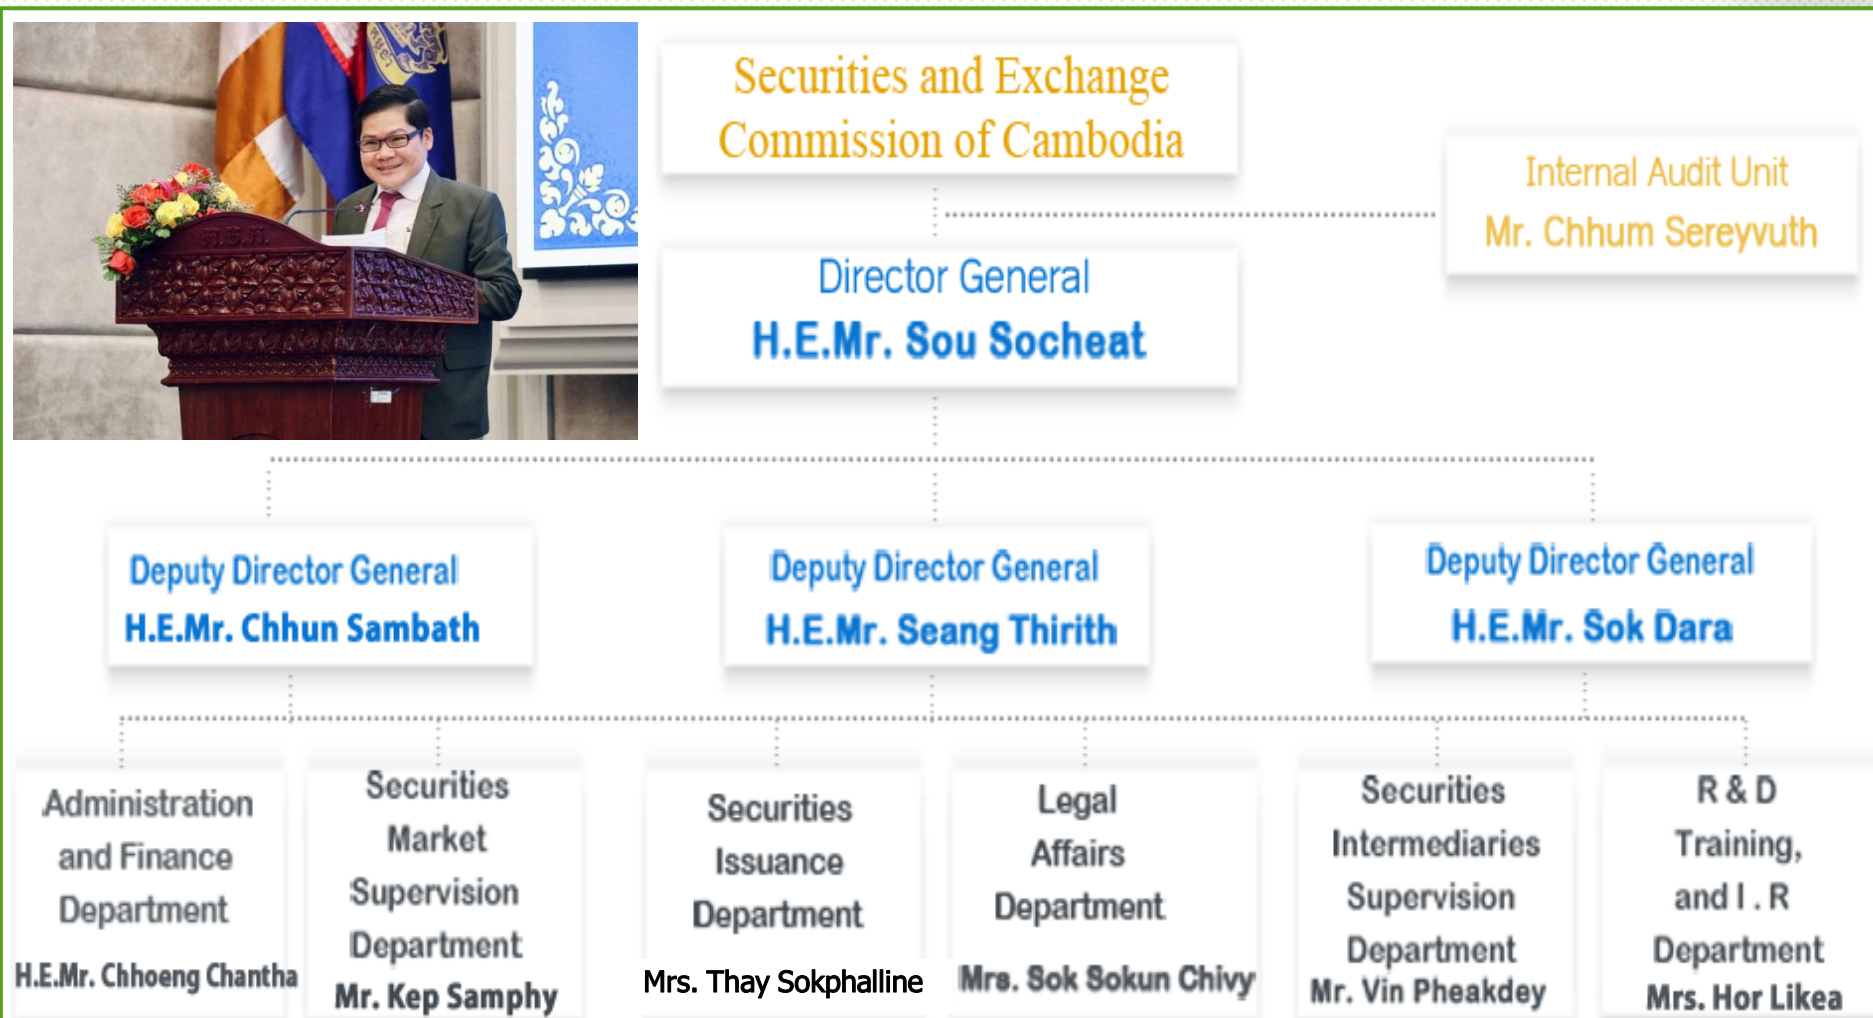 Securities and Exchange
Commission of Cambodia
Internal Audit Unit
Mr. Chhum Sereyvuth
Director General
H.E.Mr. Sou Socheat
Deputy Director General
H.E.Mr. Chhun Sambath
Deputy Director General
H.E.Mr. Seang Thirith
Deputy Director General
H.E.Mr. Sok Dara
Administration
and Finance
Department
H.E.Mr. Chhoeng Chantha
Securities
Market
Supervision
Department
Mr. Kep Samphy
Securities
Issuance
Department
Mrs. Thay Sokphalline
Legal
Affairs
Department
Mrs. Sok Sokun Chivy
Securities
Intermediaries
Supervision
Department
Mr. Vin Pheakdey
R & D
Training,
and I . R
Department
Mrs. Hor Likea